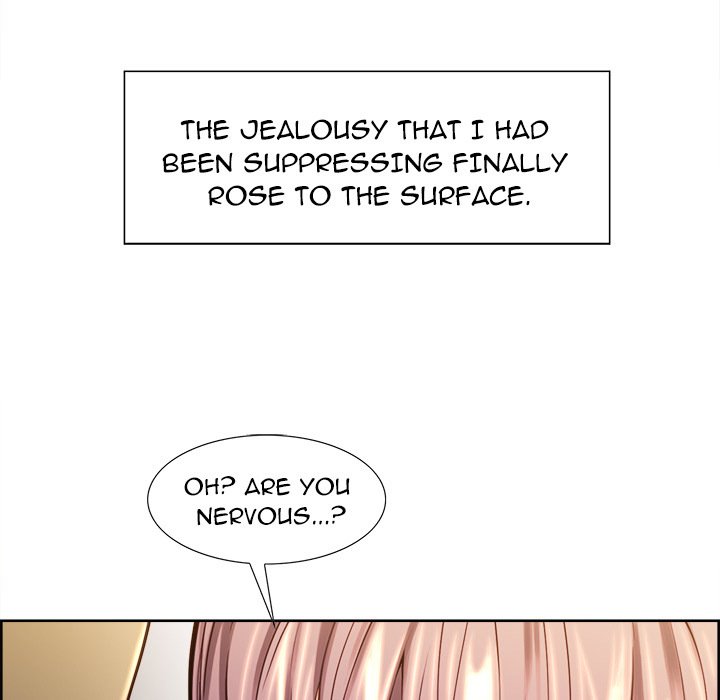 THE JEALOUSY THAT I HAD
BEEN SUPPRESSING FINALLY
ROSE TO THE SURFACE.
OH? ARE YOU
NERVOUS...?